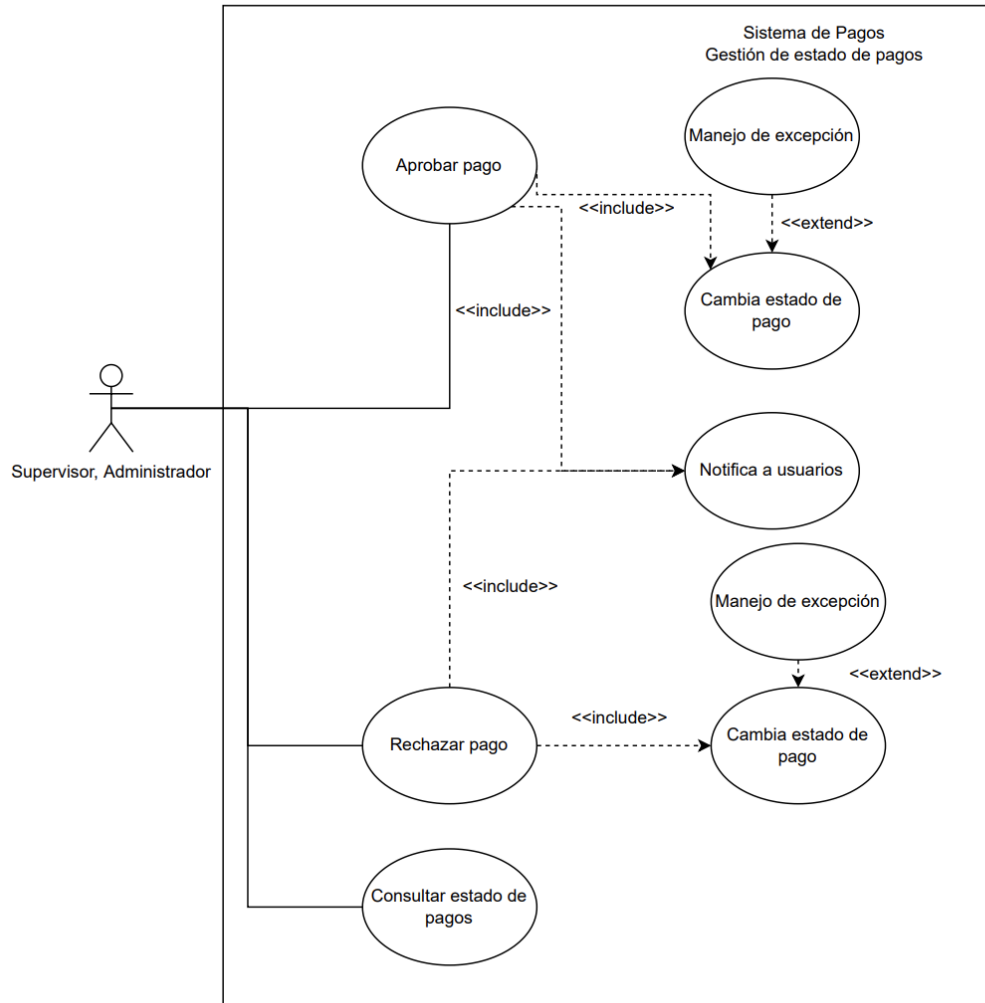 Sistema de Pagos
Gestión de estado de pagos
Manejo de excepción
Aprobar pago
<<include>>
<<extend>>
Cambia estado de
pago
<<include>>
Supervisor, Administrador
Notifica a usuarios
<<include>>
Manejo de excepción
<<extend>>
<<include>>
Rechazar pago
Cambia estado de
pago
Consultar estado de
pagos